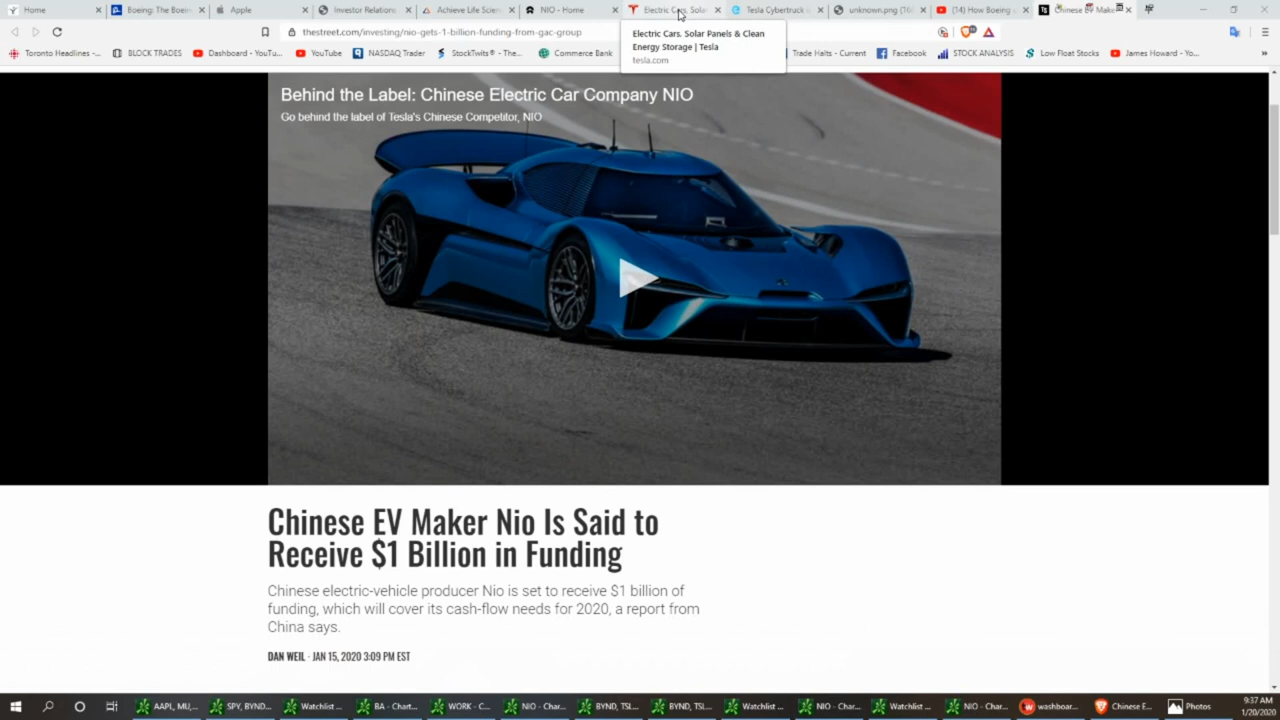 Home
Boeing: The Boein
Apple
Investor Relations
Achieve Life Scien
NIO - Home
Electric Cars, Solar
Tesla Cybertruck i
unknown.png (16
(14) How Boeing
Chinese EV Make
thestreet.com/investing/nio-gets-1-billion-funding-from-gac-group
Electric Cars, Solar Panels & Clean
Energy Storage | Tesla
tesla.com
Toronto Headlines -...
BLOCK TRADES
Dashboard - YouTu...
YouTube
NASDAQ Trader
StockTwits® - The...
Commerce Bank
Trade Halts - Current
Facebook
STOCK ANALYSIS
Low Float Stocks
James Howard - Yo...
Behind the Label: Chinese Electric Car Company NIO
Go behind the label of Tesla's Chinese Competitor, NIO
Chinese EV Maker Nio Is Said to
Receive $1 Billion in Funding
Chinese electric-vehicle producer Nio is set to receive $1 billion of
funding, which will cover its cash-flow needs for 2020, a report from
China says.
DAN WEIL · JAN 15, 2020 3:09 PM EST
AAPL, MU,...
SPY, BYND...
Watchlist ...
BA - Chart...
WORK - C...
NIO - Char...
BYND, TSL...
BYND, TSL...
Watchlist ...
NIO - Char...
Watchlist ...
NIO - Char...
washboar...
Chinese E...
Photos
9:37 AM
1/20/2020